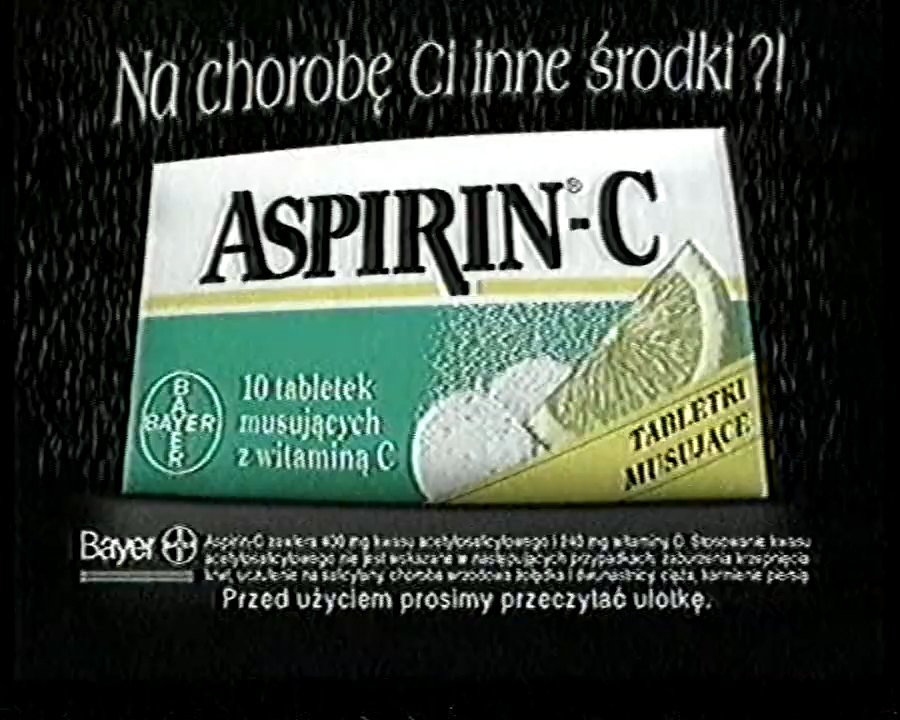 Na chorobę Ci inne środki ?!
ASPIRIN®-C
BAYER
BAYER
10 tabletek
musujących
z witaminą C
TABLETKI
MUSUJĄCE
Bayer
Aspirin-C zawiera 400 mg kwasu acetylosalicylowego i 240 mg witaminy C. Stosowanie kwasu
acetylosalicylowego nie jest wskazane w następujących przypadkach: zaburzenia krzepnięcia
krwi, uczulenie na salicylany, choroba wrzodowa żołądka i dwunastnicy, ciąża, karmienie piersią
Przed użyciem prosimy przeczytać ulotkę.